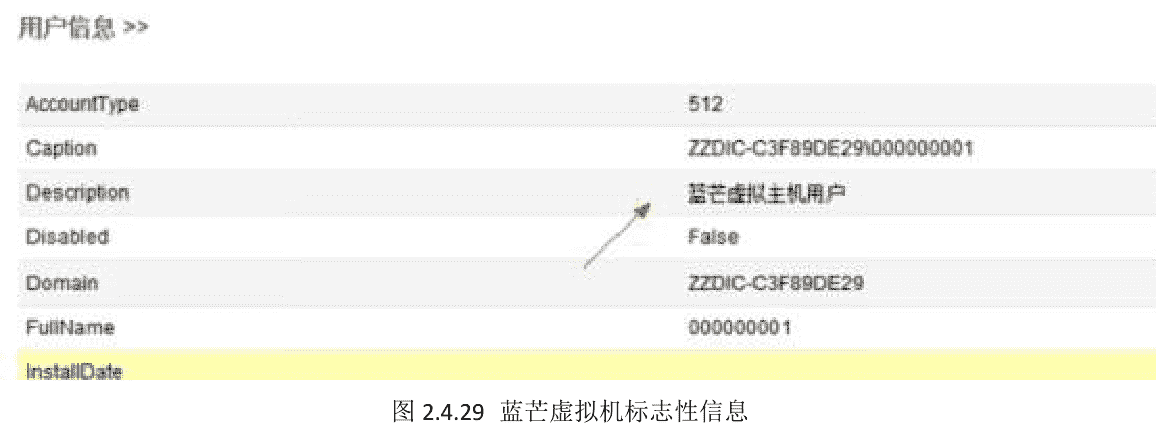 用户信息 >>
AccountType 512
Caption ZZDIC-C3F89DE29\000000001
Description 蓝芒虚拟主机用户
Disabled False
Domain ZZDIC-C3F89DE29
FullName 000000001
InstallDate
图 2.4.29 蓝芒虚拟机标志性信息